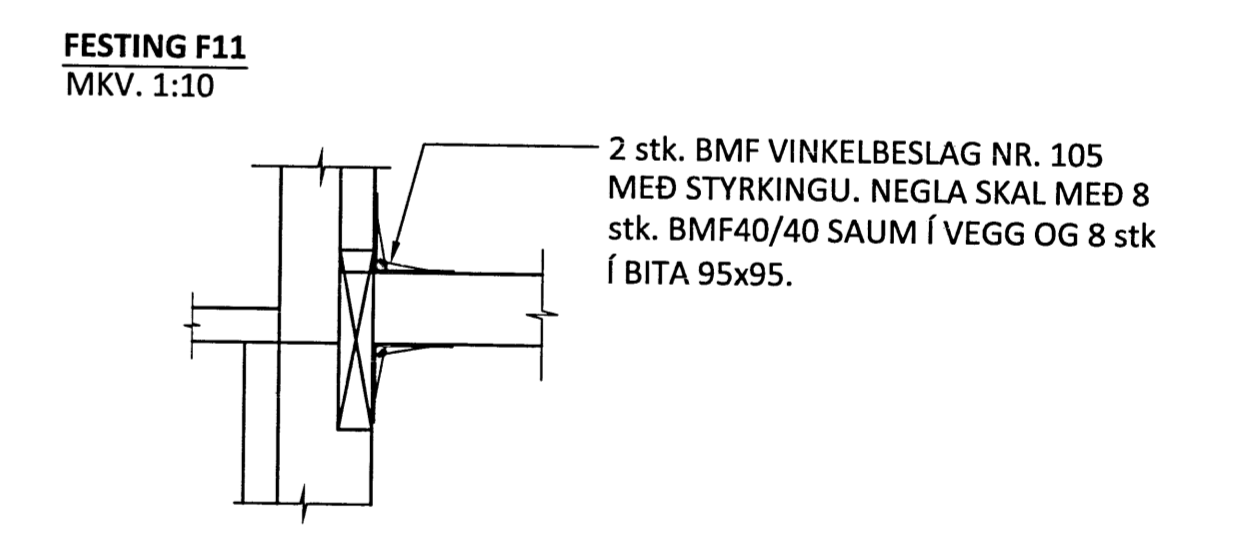 FESTING F11
MKV. 1:10
2 stk. BMF VINKELBESLAG NR. 105
MEÐ STYRKINGU. NEGLA SKAL MEÐ 8
stk. BMF40/40 SAUM Í VEGG OG 8 stk
Í BITA 95x95.